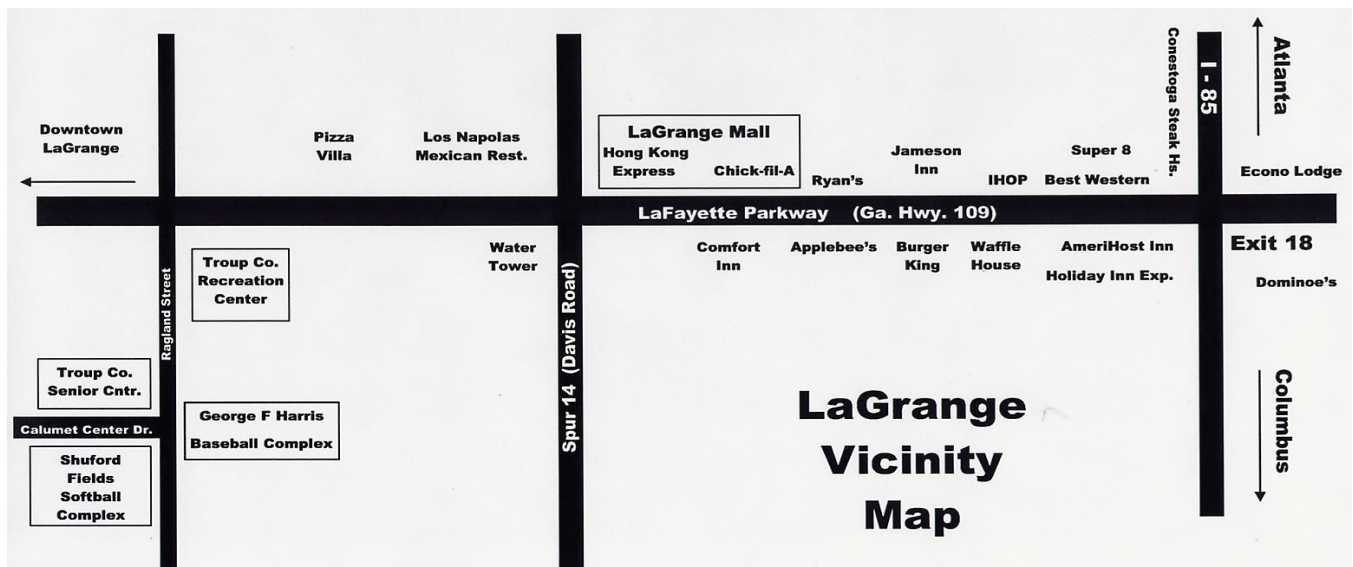 Downtown
LaGrange
Pizza
Villa
Los Napolas
Mexican Rest.
LaGrange Mall
Hong Kong
Express
Chick-fil-A
Ryan's
Jameson
Inn
IHOP
Super 8
Best Western
Conestoga Steak Hs.
I - 85
Atlanta
Econo Lodge
LaFayette Parkway (Ga. Hwy. 109)
Ragland Street
Troup Co.
Recreation
Center
Water
Tower
Spur 14 (Davis Road)
Comfort
Inn
Applebee's
Burger
King
Waffle
House
AmeriHost Inn
Holiday Inn Exp.
Exit 18
Dominoe's
Troup Co.
Senior Cntr.
Calumet Center Dr.
Shuford
Fields
Softball
Complex
George F Harris
Baseball Complex
LaGrange
Vicinity
Map
Columbus